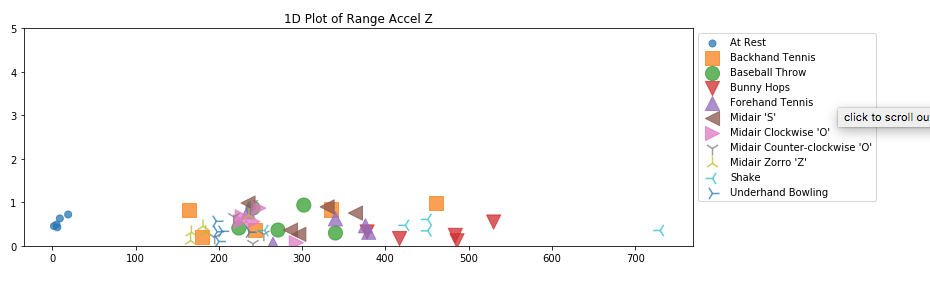 1D Plot of Range Accel Z
5
4
3
2
1
0
0 100 200 300 400 500 600 700
At Rest
Backhand Tennis
Baseball Throw
Bunny Hops
Forehand Tennis
Midair 'S'
Midair Clockwise 'O'
Midair Counter-clockwise 'O'
Midair Zorro 'Z'
Shake
Underhand Bowling
click to scroll ou